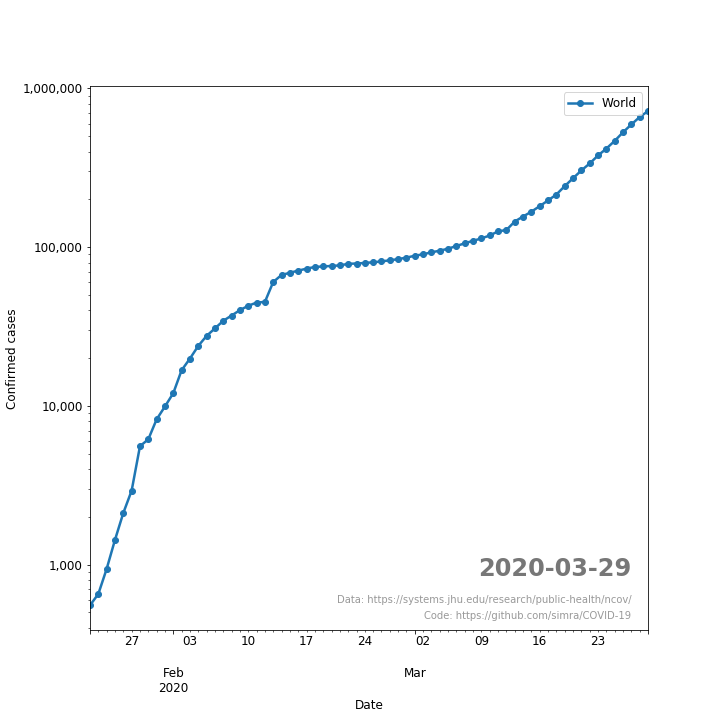 1,000,000
World
100,000
Confirmed cases
10,000
1,000
2020-03-29
Data: https://systems.jhu.edu/research/public-health/ncov/
Code: https://github.com/simra/COVID-19
27 03 10 17 24 02 09 16 23
Feb Mar
2020
Date